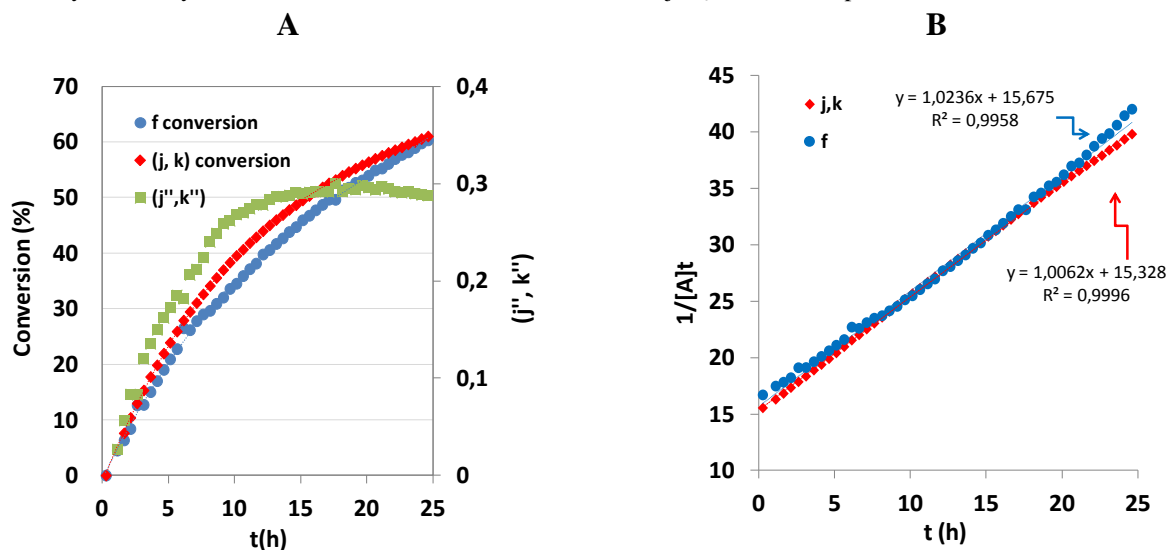 A
Conversion (%)
70
60
50
40
30
20
10
0
f conversion
(j, k) conversion
(j'',k'')
0,4
0,3
0,2
0,1
0
(j'', k'')
0 5 10 15 20 25
t(h)
B
1/[A]t
45
40
35
30
25
20
15
10
j,k
f
y = 1,0236x + 15,675
R² = 0,9958
y = 1,0062x + 15,328
R² = 0,9996
0 5 10 15 20 25
t (h)